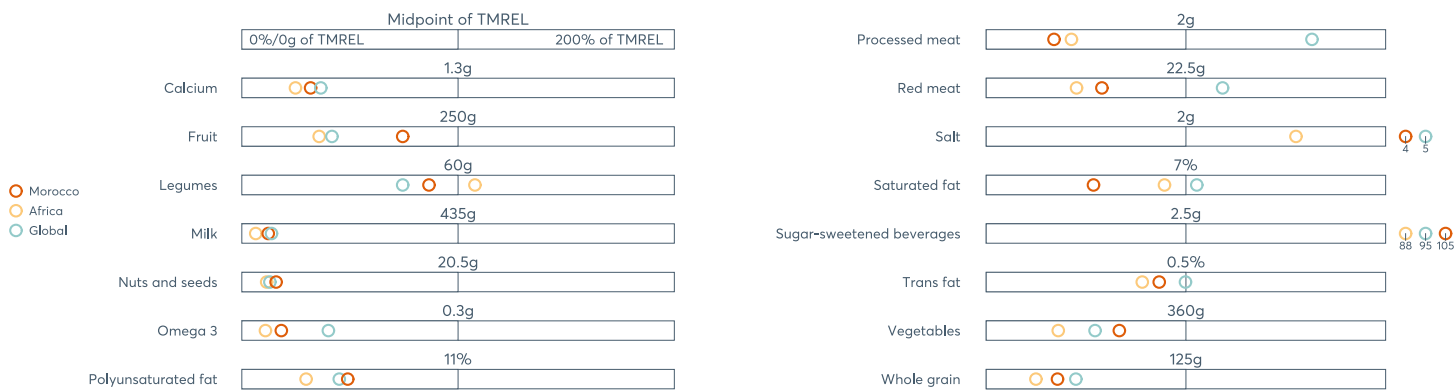 Midpoint of TMREL
0%/0g of TMREL 200% of TMREL
1.3g
Calcium
250g
Fruit
60g
Legumes
435g
Milk
20.5g
Nuts and seeds
0.3g
Omega 3
11%
Polyunsaturated fat
Morocco
Africa
Global
2g
Processed meat
22.5g
Red meat
2g
Salt
4 5
7%
Saturated fat
2.5g
Sugar-sweetened beverages
88 95 105
0.5%
Trans fat
360g
Vegetables
125g
Whole grain